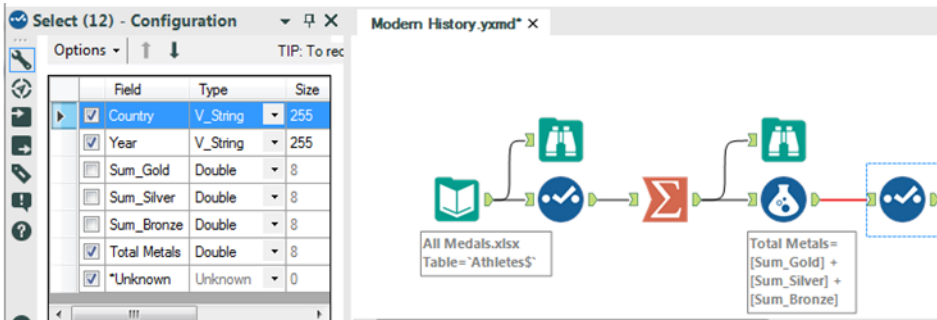 Select (12) - Configuration
Options
TIP: To rec
Field Type Size
Country V_String 255
Year V_String 255
Sum_Gold Double 8
Sum_Silver Double 8
Sum_Bronze Double 8
Total Metals Double 8
*Unknown Unknown 0
Modern History.yxmd*
All Medals.xlsx
Table=`Athletes$`
Total Metals=
[Sum_Gold] +
[Sum_Silver] +
[Sum_Bronze]